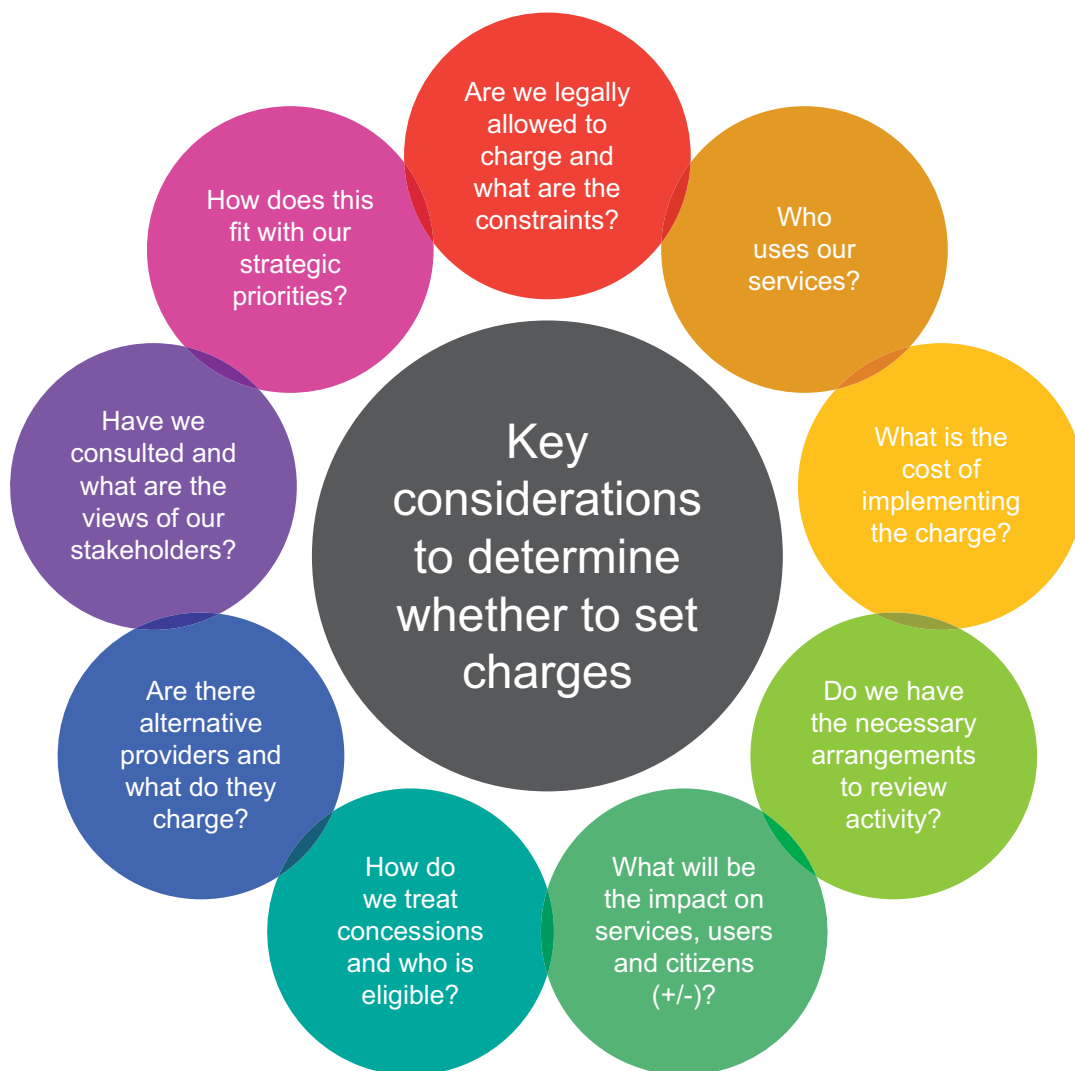 Are we legally
allowed to
charge and
what are the
constraints?
Who
uses our
services?
What is the
cost of
implementing
the charge?
Do we have
the necessary
arrangements
to review
activity?
What will be
the impact on
services, users
and citizens
(+/-)?
How do
we treat
concessions
and who is
eligible?
Are there
alternative
providers and
what do they
charge?
Have we
consulted and
what are the
views of our
stakeholders?
How does this
fit with our
strategic
priorities?
Key
considerations
to determine
whether to set
charges